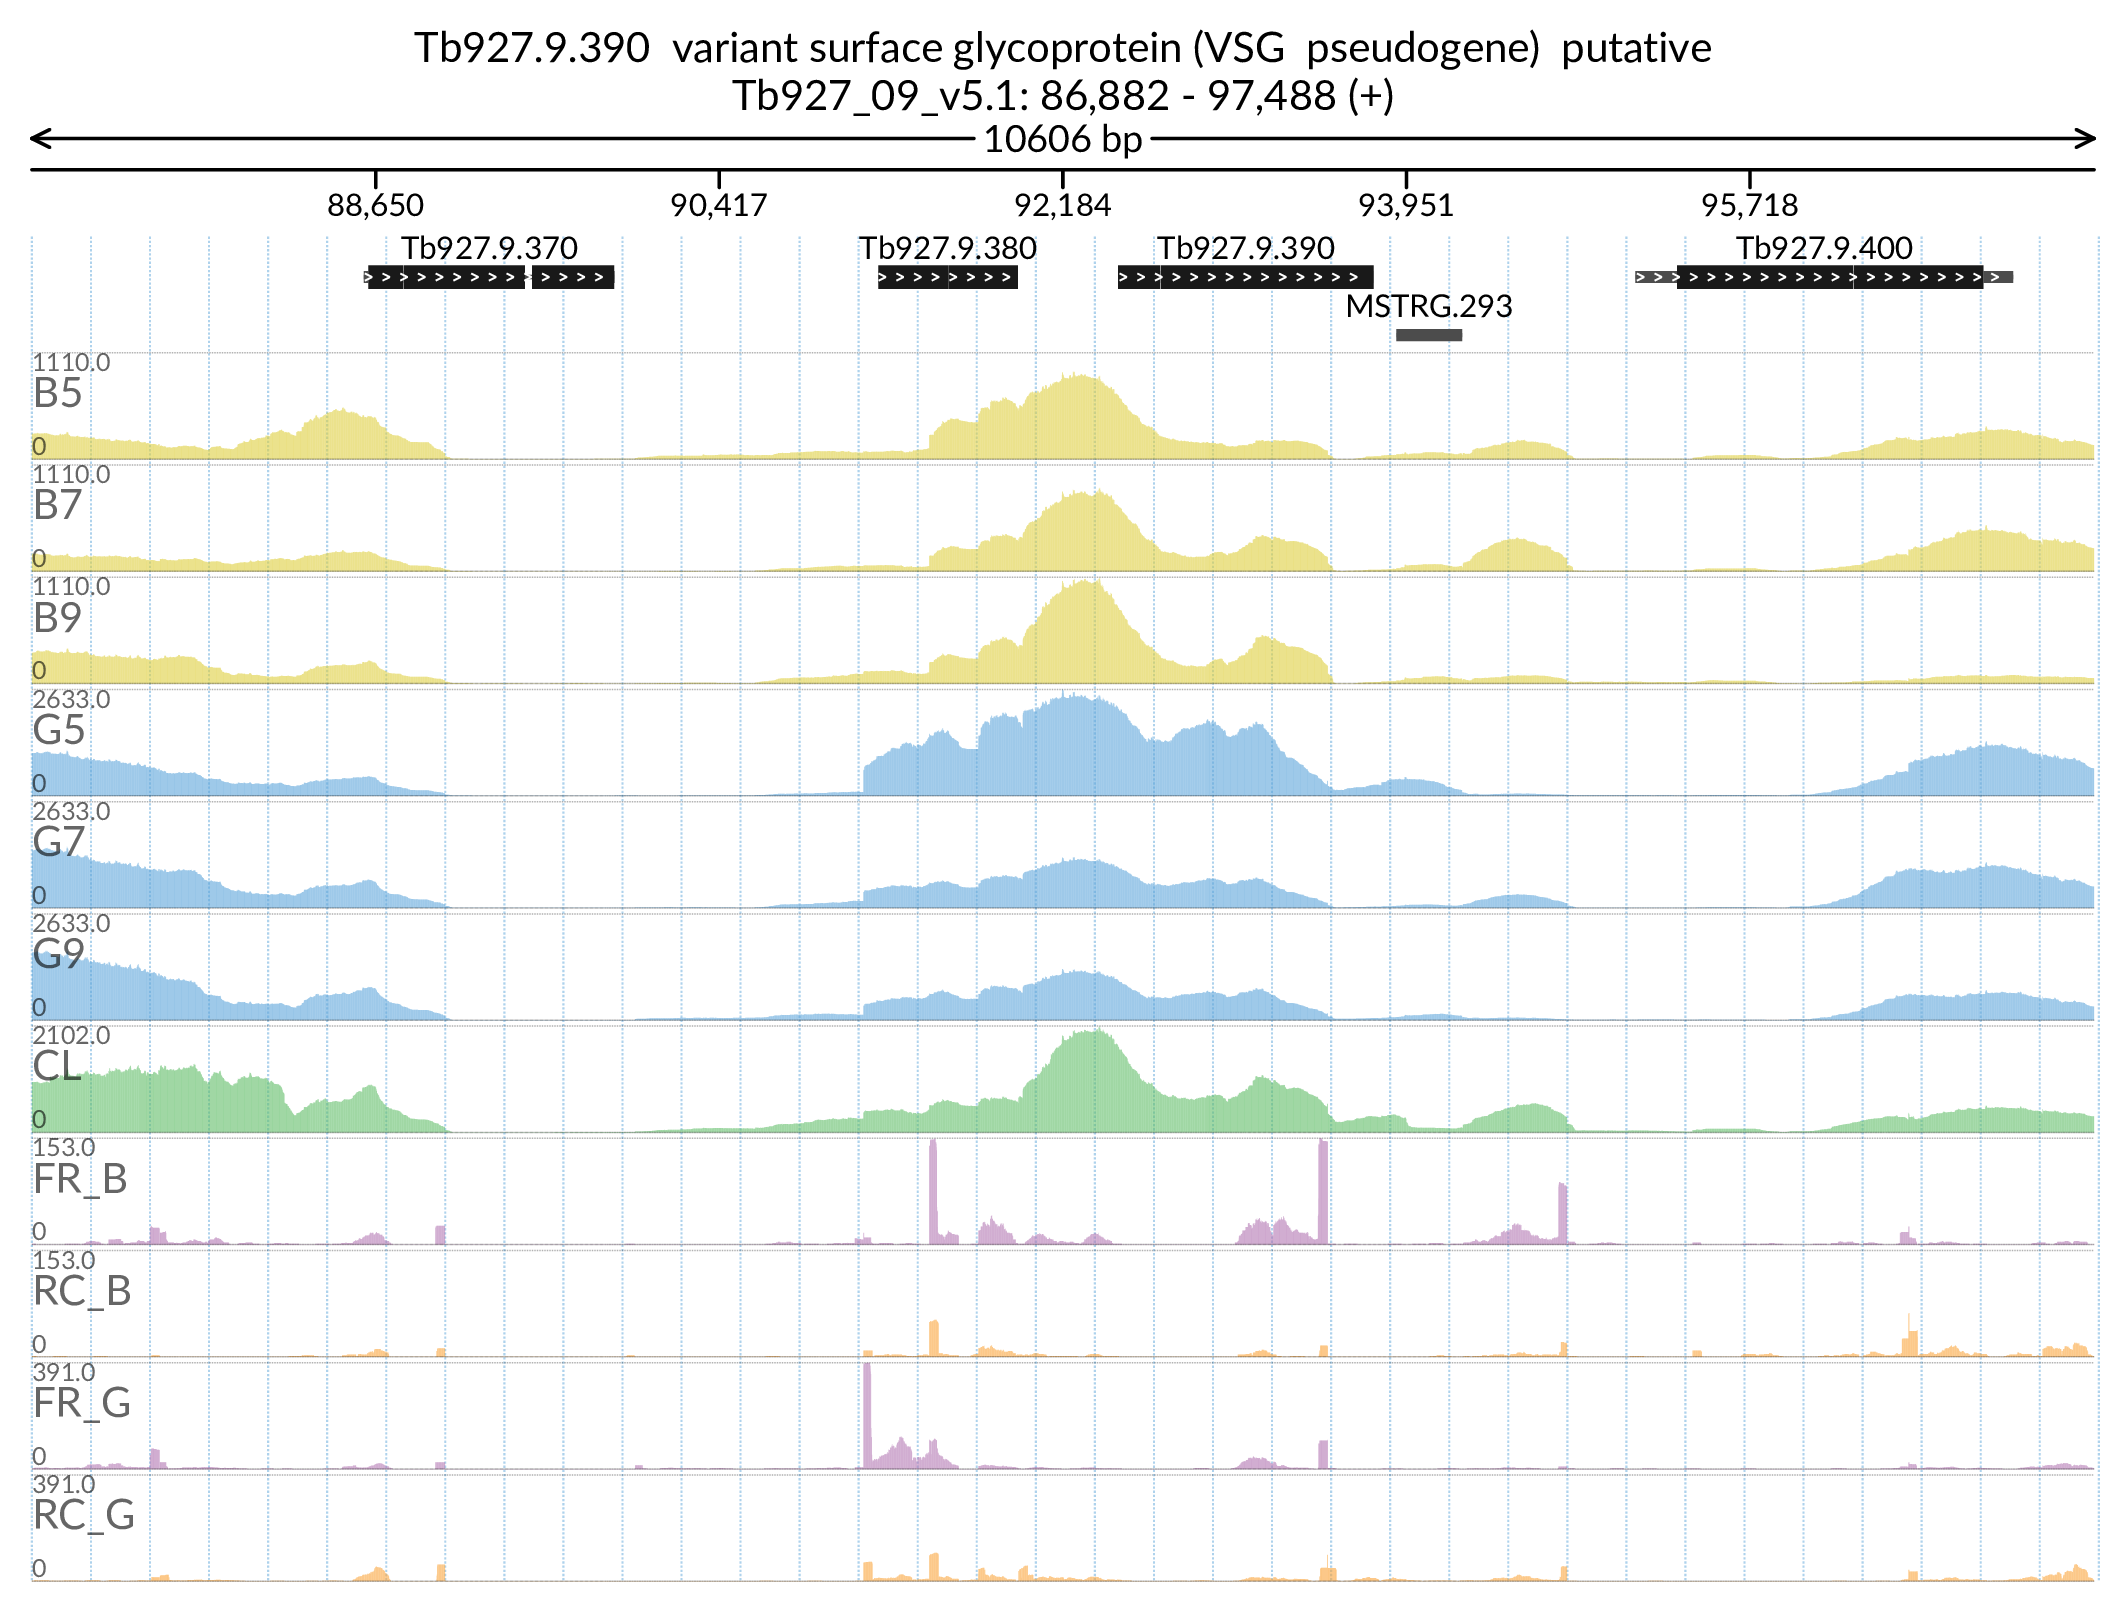 Tb927.9.390  variant surface glycoprotein (VSG  pseudogene)  putative
Tb927_09_v5.1: 86,882 - 97,488 (+)
10606 bp
88,650 90,417 92,184 93,951 95,718
Tb927.9.370 Tb927.9.380 Tb927.9.390 Tb927.9.400
MSTRG.293
1110.0
B5
0
1110.0
B7
0
1110.0
B9
0
2633.0
G5
0
2633.0
G7
0
2633.0
G9
0
2102.0
CL
0
153.0
FR_B
0
153.0
RC_B
0
391.0
FR_G
0
391.0
RC_G
0